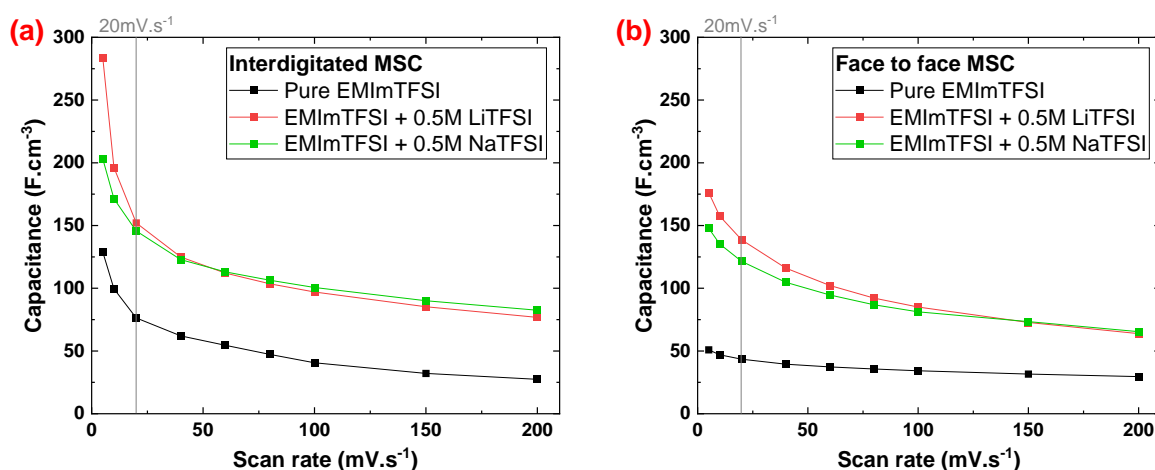 (a)
20mV.s⁻¹
300
250
200
150
100
50
0
Capacitance (F.cm⁻³)
Interdigitated MSC
Pure EMImTFSI
EMImTFSI + 0.5M LiTFSI
EMImTFSI + 0.5M NaTFSI
0 50 100 150 200
Scan rate (mV.s⁻¹)
(b)
20mV.s⁻¹
300
250
200
150
100
50
0
Capacitance (F.cm⁻³)
Face to face MSC
Pure EMImTFSI
EMImTFSI + 0.5M LiTFSI
EMImTFSI + 0.5M NaTFSI
0 50 100 150 200
Scan rate (mV.s⁻¹)